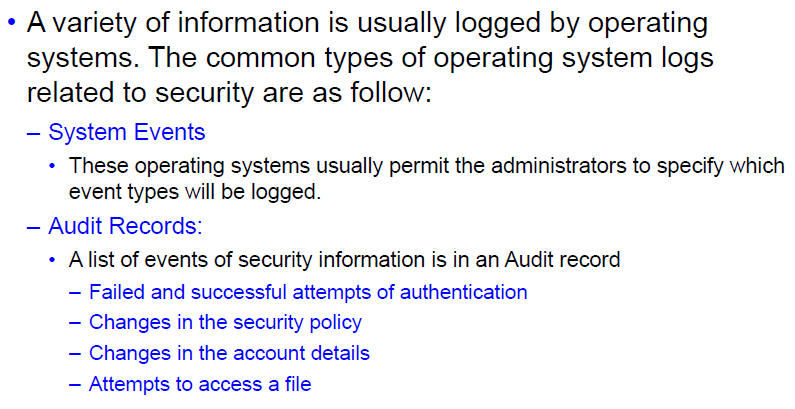 • A variety of information is usually logged by operating
systems. The common types of operating system logs
related to security are as follow:
– System Events
• These operating systems usually permit the administrators to specify which
event types will be logged.
– Audit Records:
• A list of events of security information is in an Audit record
– Failed and successful attempts of authentication
– Changes in the security policy
– Changes in the account details
– Attempts to access a file